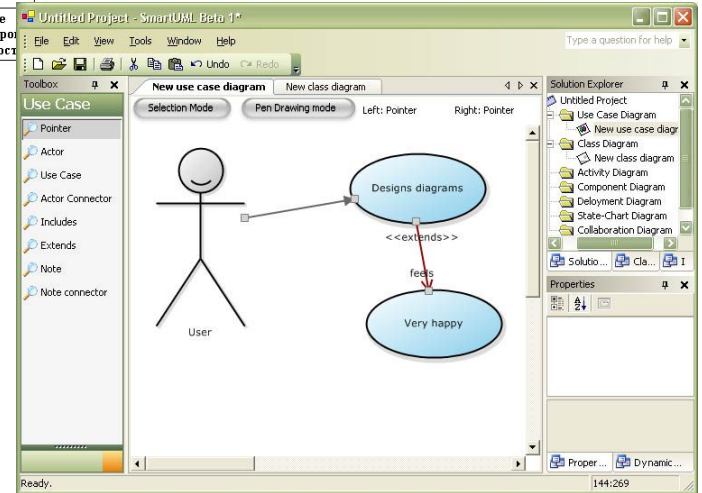 Untitled Project - SmartUML Beta 1*
File Edit View Tools Window Help
Type a question for help
Undo Redo
Toolbox
Use Case
Pointer
Actor
Use Case
Actor Connector
Includes
Extends
Note
Note connector
New use case diagram New class diagram
Selection Mode Pen Drawing mode Left: Pointer Right: Pointer
Designs diagrams
<<extends>>
feels
Very happy
User
Solution Explorer
Untitled Project
Use Case Diagram
New use case diagr
Class Diagram
New class diagram
Activity Diagram
Component Diagram
Deloyment Diagram
State-Chart Diagram
Collaboration Diagram
Solutio... Cla... I
Properties
Proper... Dynamic...
Ready.
144:269